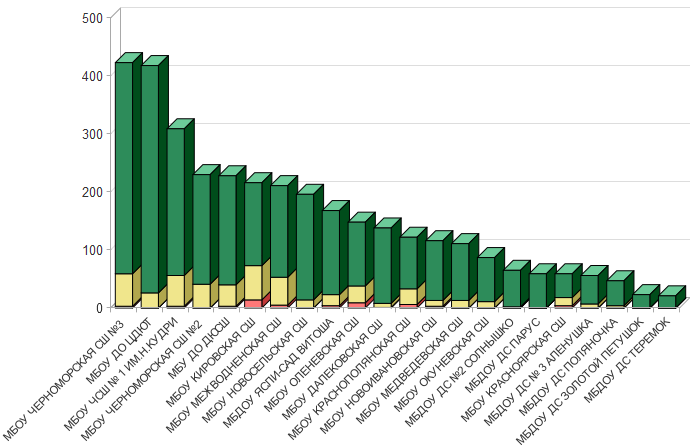 500
400
300
200
100
0
МБОУ ЧЕРНОМОРСКАЯ СШ №3
МБОУ ДО ЦДЮТ
МБОУ ЧСШ № 1 ИМ.Н.КУДРИ
МБОУ ЧЕРНОМОРСКАЯ СШ №2
МБУ ДО ДЮСШ
МБОУ КИРОВСКАЯ СШ
МБОУ МЕЖВОДНЕНСКАЯ СШ
МБОУ НОВОСЕЛЬСКАЯ СШ
МБДОУ ЯСЛИ-САД ВИТОША
МБОУ ОЛЕНЕВСКАЯ СШ
МБОУ ДАЛЕКОВСКАЯ СШ
МБОУ КРАСНОПОЛЯНСКАЯ СШ
МБОУ НОВОИВАНОВСКАЯ СШ
МБОУ МЕДВЕДЕВСКАЯ СШ
МБОУ ОКУНЕВСКАЯ СШ
МБДОУ ДС №2 СОЛНЫШКО
МБДОУ ДС ПАРУС
МБОУ КРАСНОЯРСКАЯ СШ
МБДОУ ДС № 3 АЛЕНУШКА
МБДОУ ДС ПОЛЯНОЧКА
МБДОУ ДС ЗОЛОТОЙ ПЕТУШОК
МБДОУ ДС ТЕРЕМОК